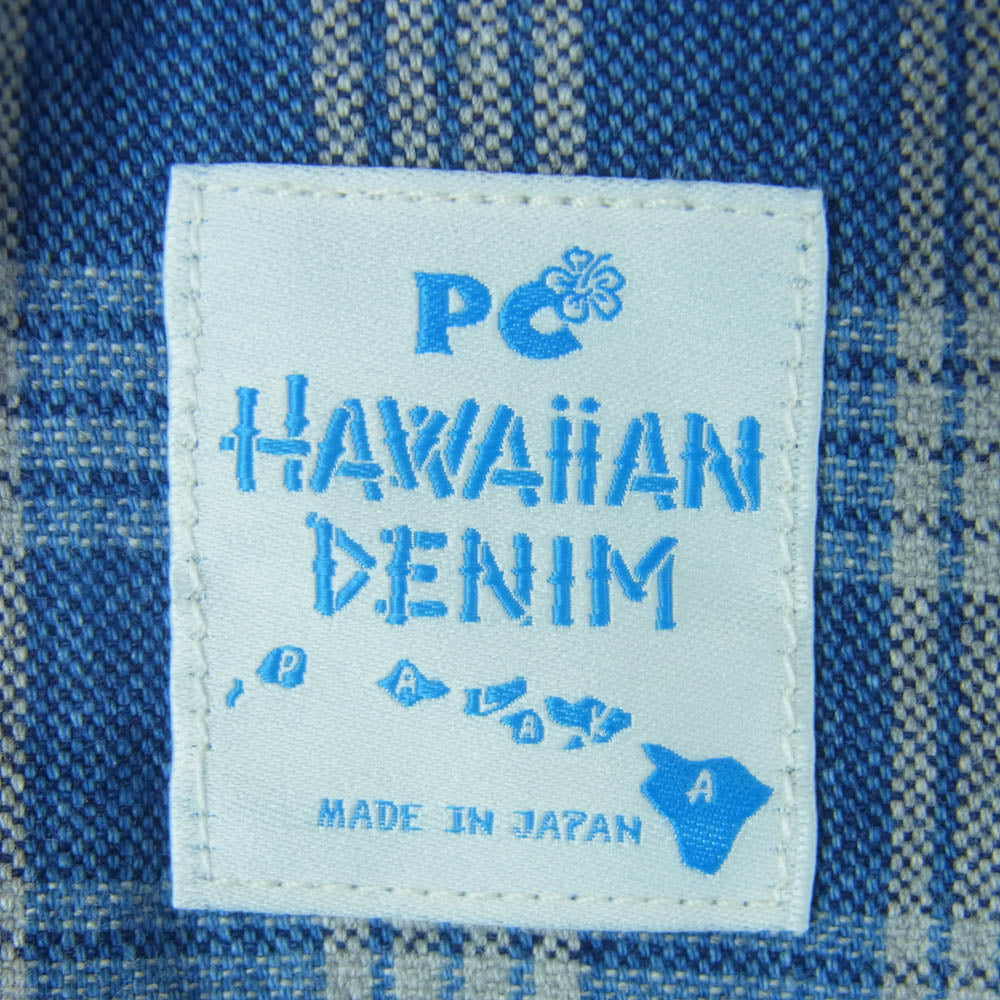 PC
HAWAiiAN
DENIM
P A L A V A
MADE IN JAPAN